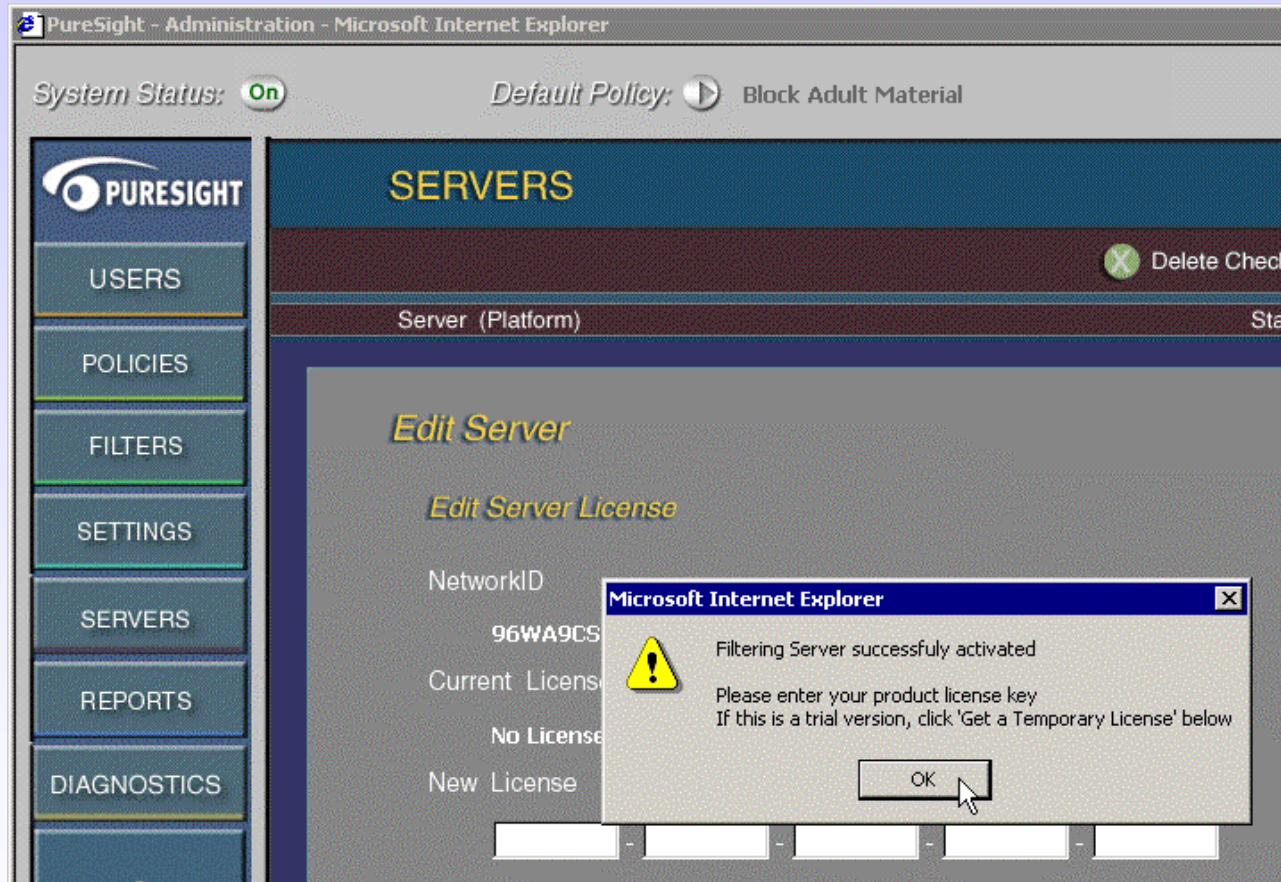 PureSight - Administration - Microsoft Internet Explorer
System Status: On Default Policy: Block Adult Material
PURESIGHT
SERVERS
USERS
Delete Chec
Server (Platform) Sta
POLICIES
Edit Server
FILTERS
Edit Server License
SETTINGS
NetworkID
Microsoft Internet Explorer
SERVERS
96WA9CS
Filtering Server successfuly activated
Current License
Please enter your product license key
REPORTS
If this is a trial version, click 'Get a Temporary License' below
No License
DIAGNOSTICS
New License
OK
- - - -